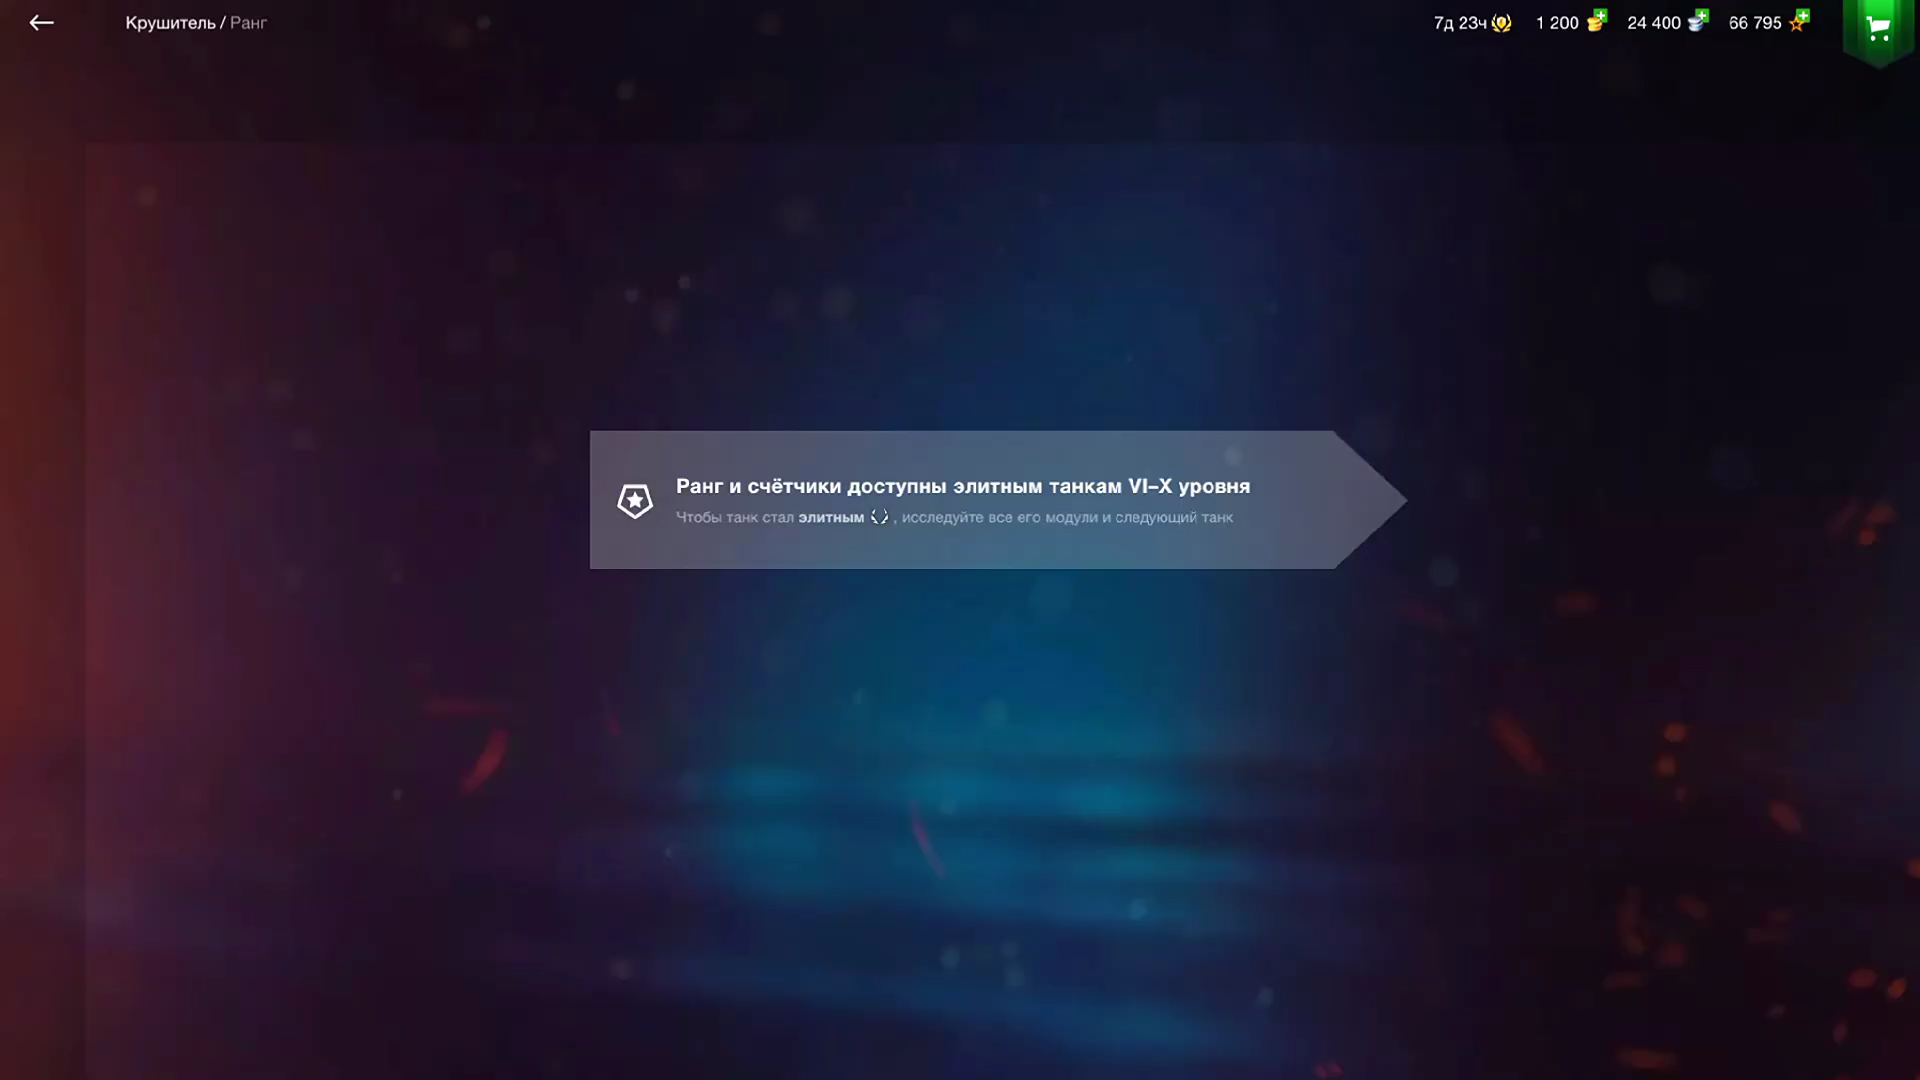 Крушитель / Ранг
7д 23ч 1 200 24 400 66 795
Ранг и счётчики доступны элитным танкам VI–X уровня
Чтобы танк стал элитным , исследуйте все его модули и следующий танк